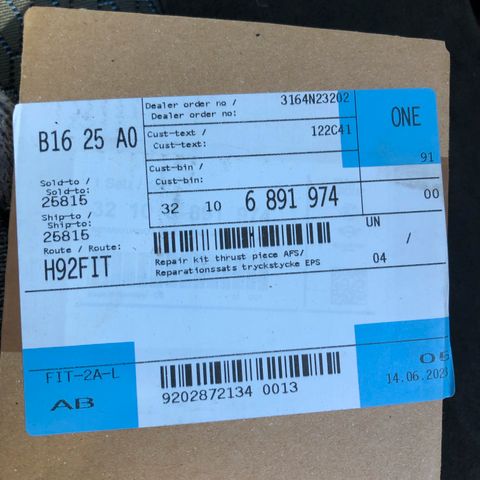 Dealer order no /
Dealer order no:
3164N23202
ONE
B16 25 A0
Cust-text /
Cust-text:
122C41
91
Cust-bin /
Cust-bin:
Sold-to /
Sold-to:
25815
32 10 6 891 974
00
Ship-to /
Ship-to:
25815
UN
/
04
Route / Route:
H92FIT
Repair kit thrust piece AFS/
Reparationssats tryckstycke EPS
FIT-2A-L
AB
9202872134 0013
05
14.06.202